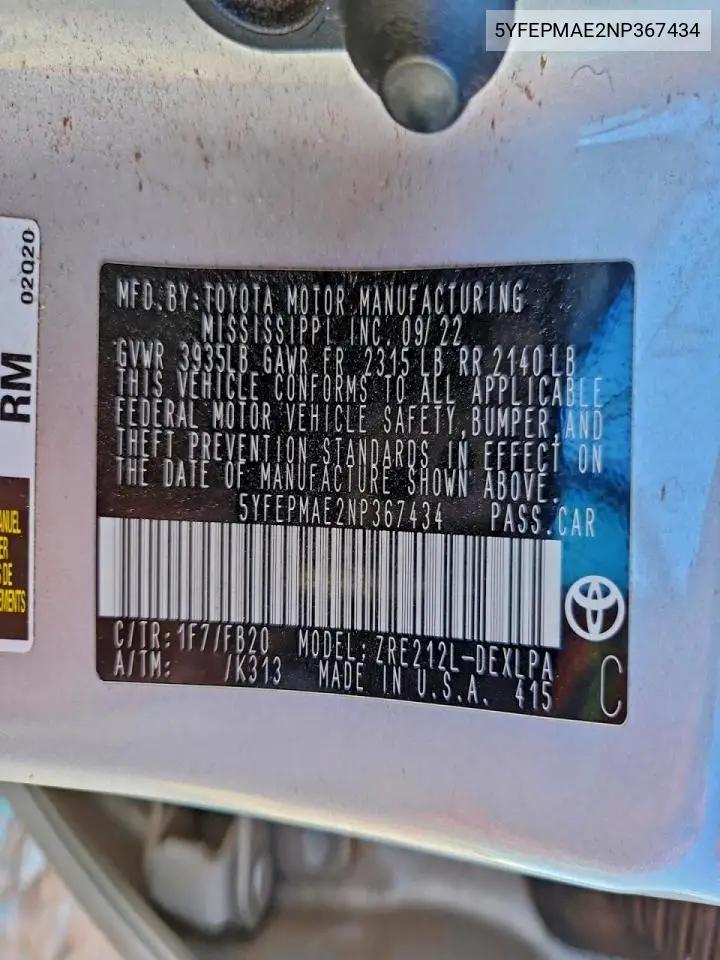 5YFEPMAE2NP367434
02Q20
RM
MFD.BY:TOYOTA MOTOR MANUFACTURING
MISSISSIPPI, INC. 09/22
GVWR 3935LB GAWR FR 2315 LB RR 2140 LB
THIS VEHICLE CONFORMS TO ALL APPLICABLE
FEDERAL MOTOR VEHICLE SAFETY, BUMPER, AND
THEFT PREVENTION STANDARDS IN EFFECT ON
THE DATE OF MANUFACTURE SHOWN ABOVE.
5YFEPMAE2NP367434 PASS.CAR
C/TR: 1F7/FB20 MODEL: ZRE212L-DEXLPA
A/TM: /K313 MADE IN U.S.A. 415
C